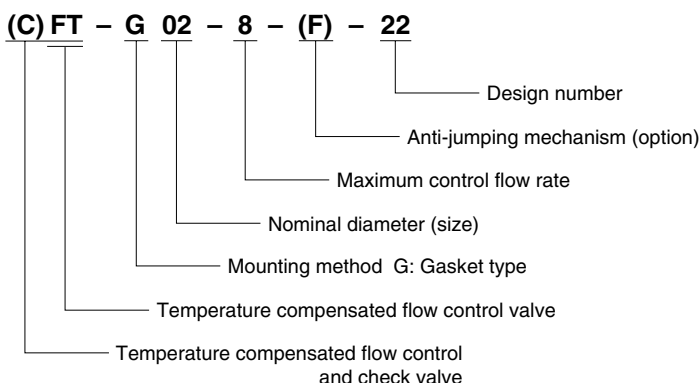 (C) FT – G 02 – 8 – (F) – 22
Design number
Anti-jumping mechanism (option)
Maximum control flow rate
Nominal diameter (size)
Mounting method G: Gasket type
Temperature compensated flow control valve
Temperature compensated flow control
and check valve